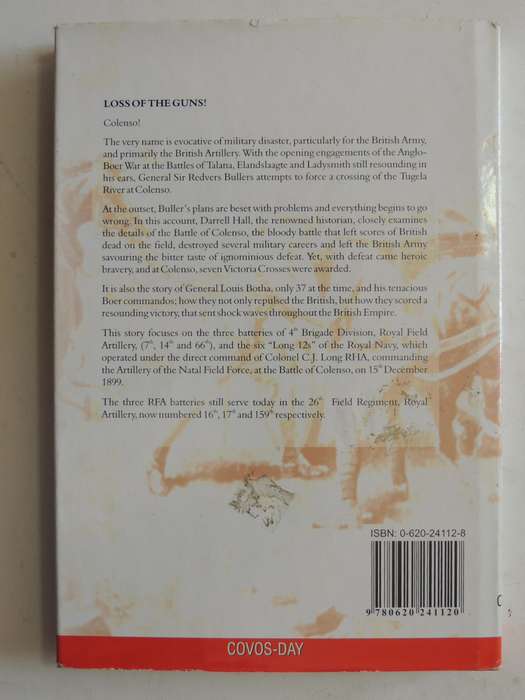 LOSS OF THE GUNS!
Colenso!
The very name is evocative of military disaster, particularly for the British Army,
and primarily the British Artillery. With the opening engagements of the Anglo-
Boer War at the Battles of Talana, Elandslaagte and Ladysmith still resounding in
his ears, General Sir Redvers Bullers attempts to force a crossing of the Tugela
River at Colenso.
At the outset, Buller's plans are beset with problems and everything begins to go
wrong. In this account, Darrell Hall, the renowned historian, closely examines
the details of the Battle of Colenso, the bloody battle that left scores of British
dead on the field, destroyed several military careers and left the British Army
savouring the bitter taste of ignominious defeat. Yet, with defeat came heroic
bravery, and at Colenso, seven Victoria Crosses were awarded.
It is also the story of General Louis Botha, only 37 at the time, and his tenacious
Boer commandos; how they not only repulsed the British, but how they scored a
resounding victory, that sent shock waves throughout the British Empire.
This story focuses on the three batteries of 4th Brigade Division, Royal Field
Artillery, (7th, 14th and 66th), and the six "Long 12s" of the Royal Navy, which
operated under the direct command of Colonel C.J. Long RHA, commanding
the Artillery of the Natal Field Force, at the Battle of Colenso, on 15th December
1899.
The three RFA batteries still serve today in the 26th Field Regiment, Royal
Artillery, now numbered 16th, 17th and 159th respectively.
ISBN: 0-620-24112-8
9 780620 241120
COVOS-DAY